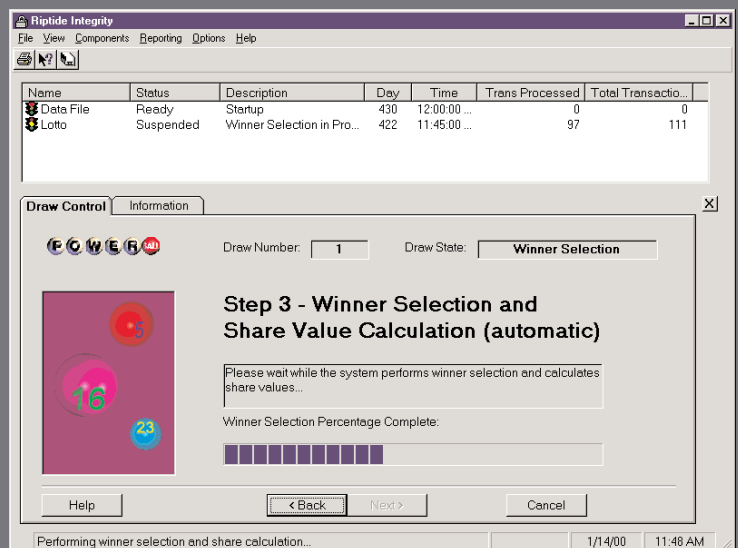 Riptide Integrity
File View Components Reporting Options Help
Name Status Description Day Time Trans Processed Total Transactio...
Data File Ready Startup 430 12:00:00 ... 0 0
Lotto Suspended Winner Selection in Pro... 422 11:45:00 ... 97 111
Draw Control Information
POWERBALL Draw Number: 1 Draw State: Winner Selection
Step 3 - Winner Selection and
Share Value Calculation (automatic)
5
16
23
Please wait while the system performs winner selection and calculates
share values...
Winner Selection Percentage Complete:
Help < Back Next > Cancel
Performing winner selection and share calculation... 1/14/00 11:48 AM